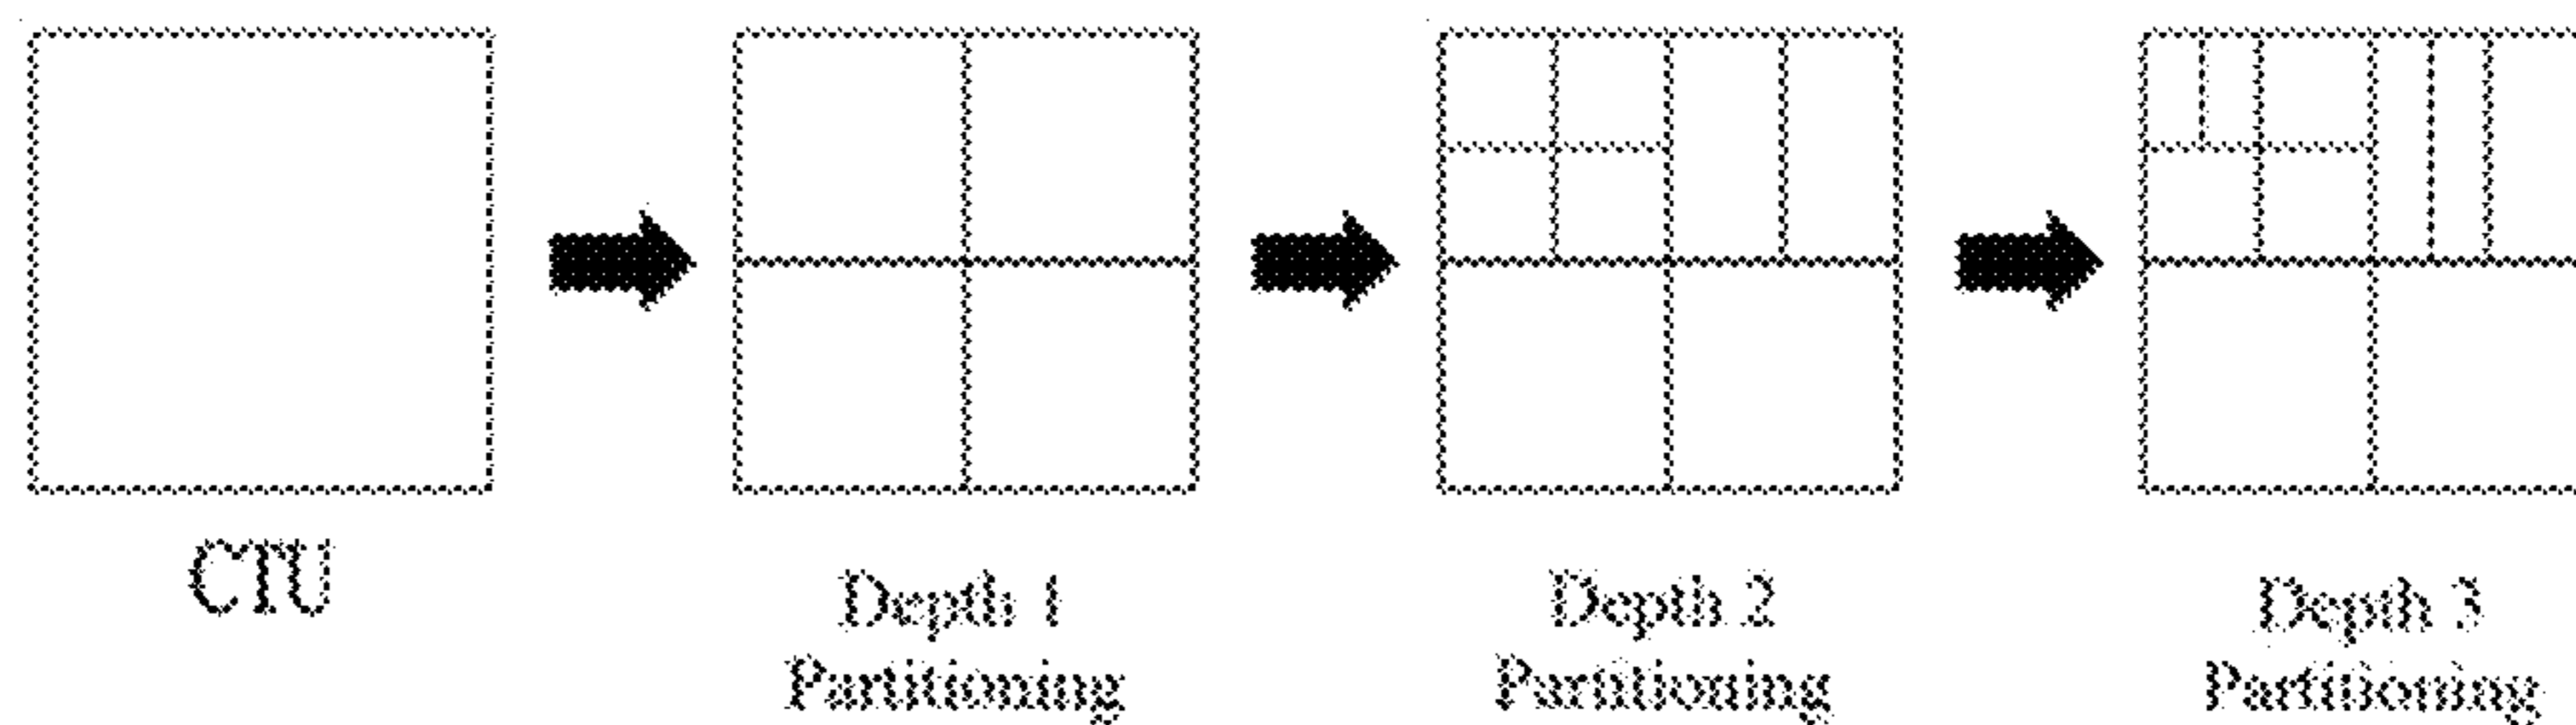 CTU
Depth 1
Partitioning
Depth 2
Partitioning
Depth 3
Partitioning